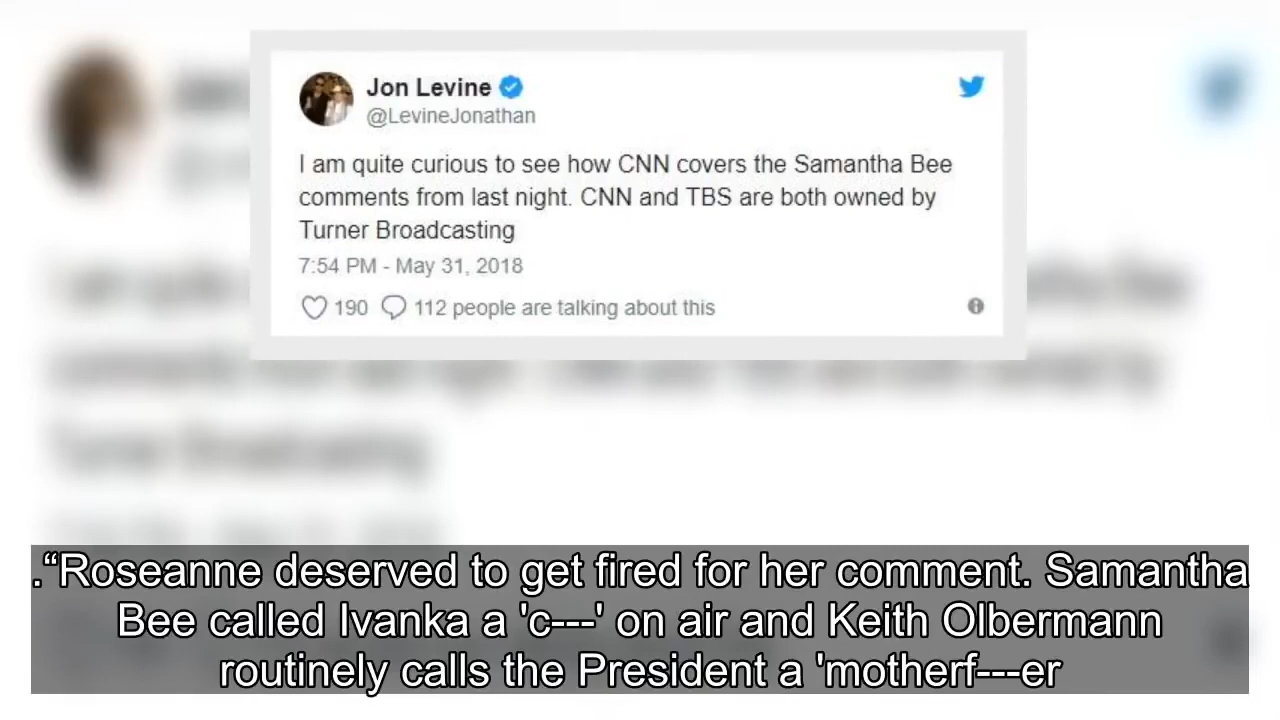 Jon Levine
@LevineJonathan
I am quite curious to see how CNN covers the Samantha Bee
comments from last night. CNN and TBS are both owned by
Turner Broadcasting
7:54 PM - May 31, 2018
190 112 people are talking about this
.“Roseanne deserved to get fired for her comment. Samantha
Bee called Ivanka a 'c---' on air and Keith Olbermann
routinely calls the President a 'motherf---er